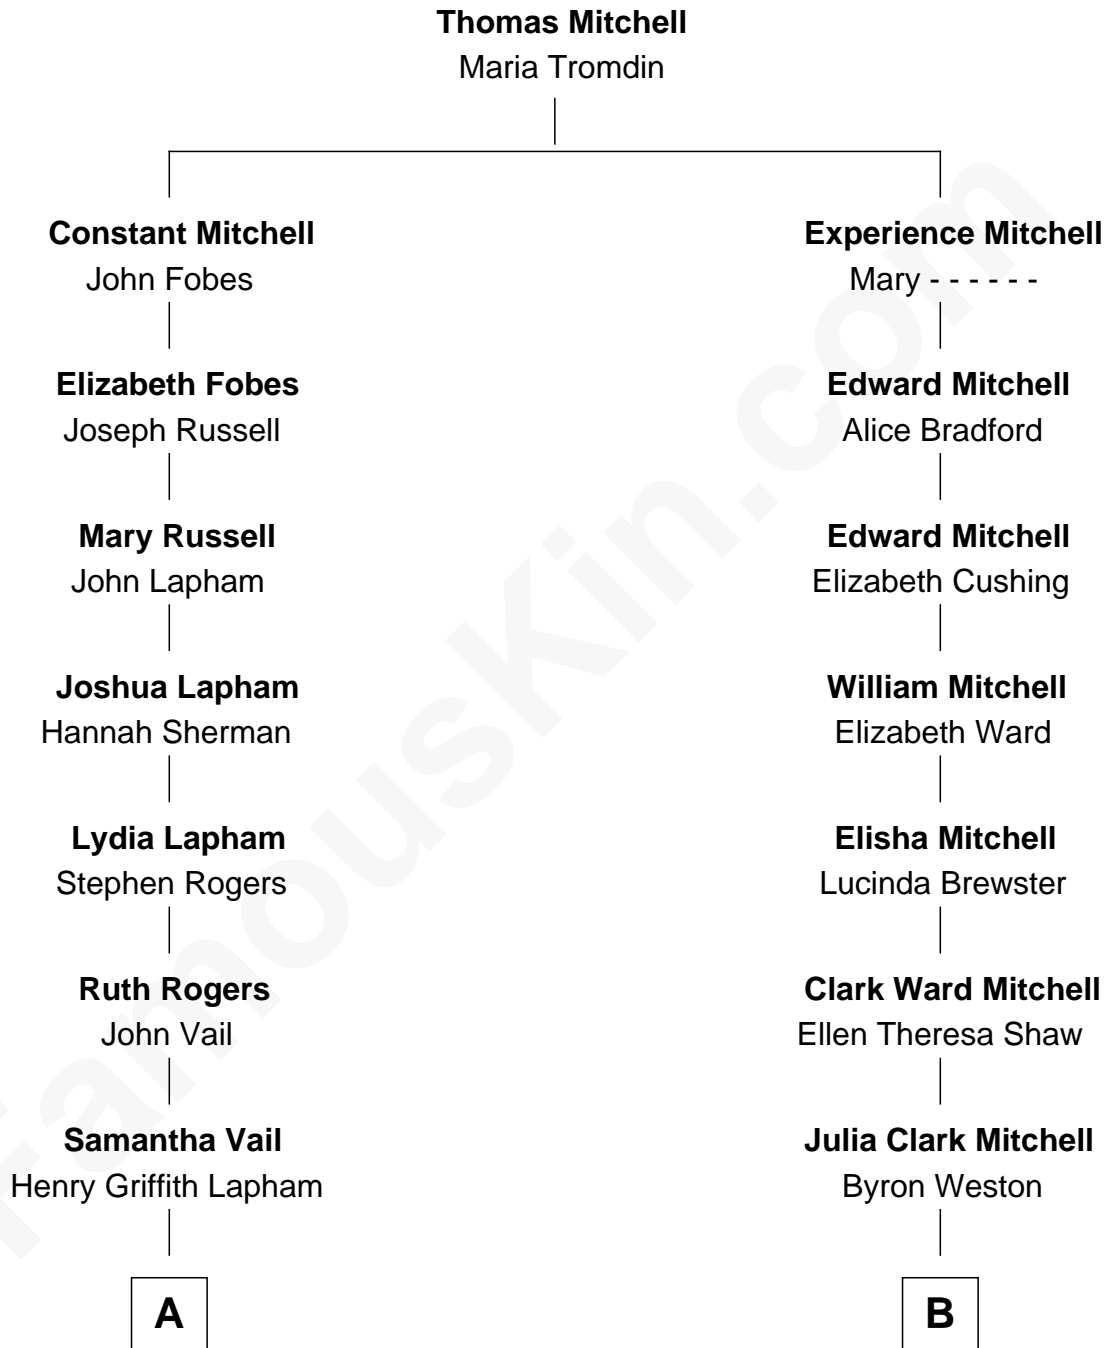 Thomas Mitchell
Maria Tromdin
Constant Mitchell
John Fobes
Experience Mitchell
Mary - - - - - -
Elizabeth Fobes
Joseph Russell
Edward Mitchell
Alice Bradford
Mary Russell
John Lapham
Edward Mitchell
Elizabeth Cushing
Joshua Lapham
Hannah Sherman
William Mitchell
Elizabeth Ward
Lydia Lapham
Stephen Rogers
Elisha Mitchell
Lucinda Brewster
Ruth Rogers
John Vail
Clark Ward Mitchell
Ellen Theresa Shaw
Samantha Vail
Henry Griffith Lapham
Julia Clark Mitchell
Byron Weston
A
B
FamousKin.com